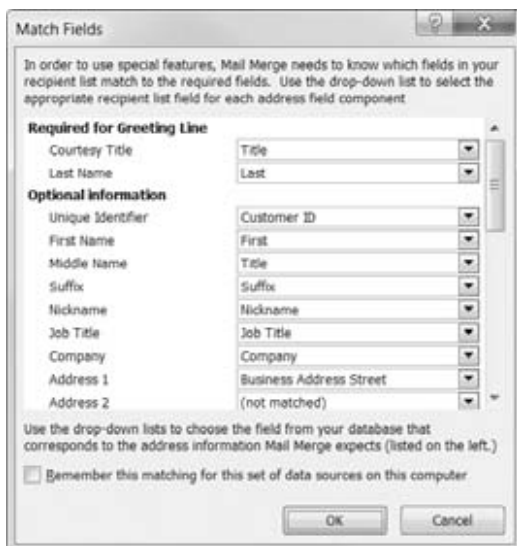 Match Fields
In order to use special features, Mail Merge needs to know which fields in your
recipient list match to the required fields. Use the drop-down list to select the
appropriate recipient list field for each address field component
Required for Greeting Line
Courtesy Title Title
Last Name Last
Optional information
Unique Identifier Customer ID
First Name First
Middle Name Title
Suffix Suffix
Nickname Nickname
Job Title Job Title
Company Company
Address 1 Business Address Street
Address 2 (not matched)
Use the drop-down lists to choose the field from your database that
corresponds to the address information Mail Merge expects (listed on the left.)
Remember this matching for this set of data sources on this computer
OK Cancel